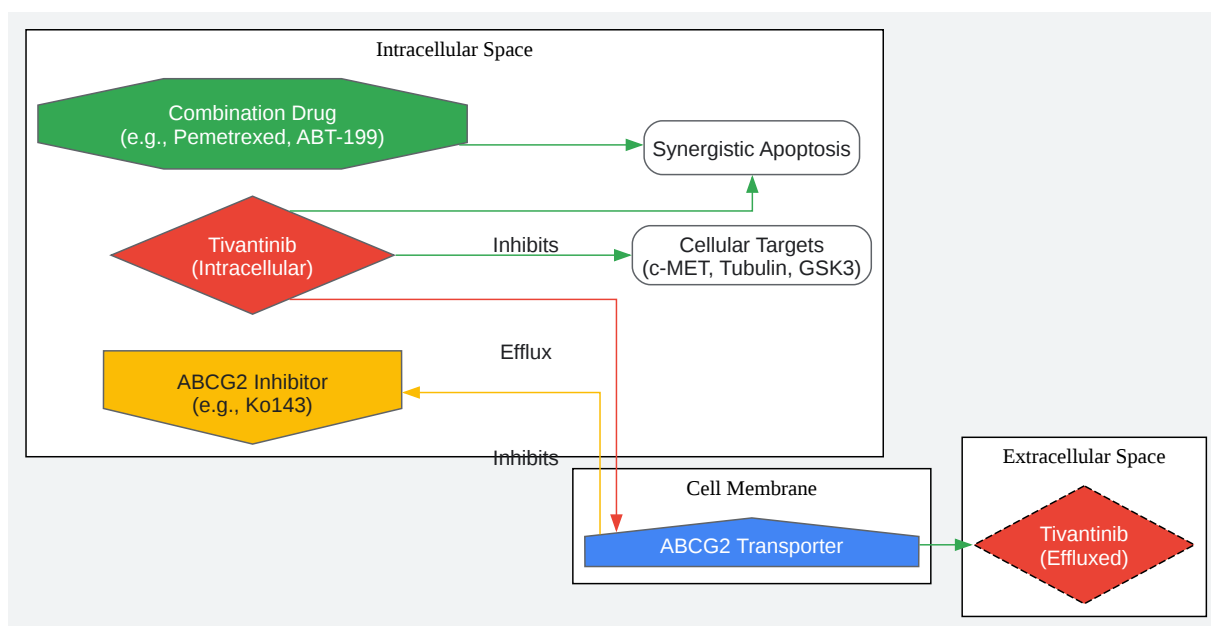 Intracellular Space
Combination Drug
(e.g., Pemetrexed, ABT-199)
Synergistic Apoptosis
Tivantinib
(Intracellular)
Inhibits
Cellular Targets
(c-MET, Tubulin, GSK3)
Efflux
ABCG2 Inhibitor
(e.g., Ko143)
Inhibits
Cell Membrane
ABCG2 Transporter
Extracellular Space
Tivantinib
(Effluxed)